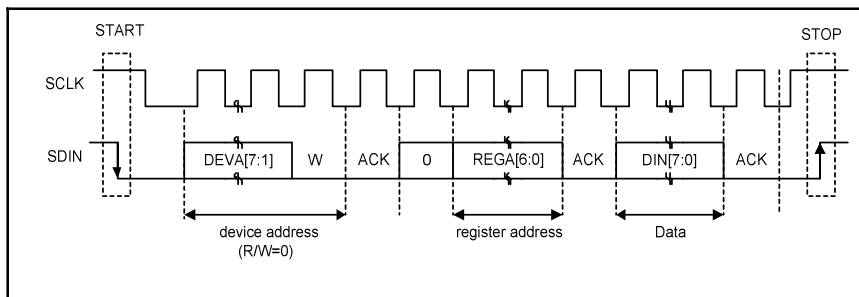 START
STOP
SCLK
SDIN
DEVA[7:1]
W
ACK
0
REGA[6:0]
ACK
DIN[7:0]
ACK
device address
(R/W=0)
register address
Data